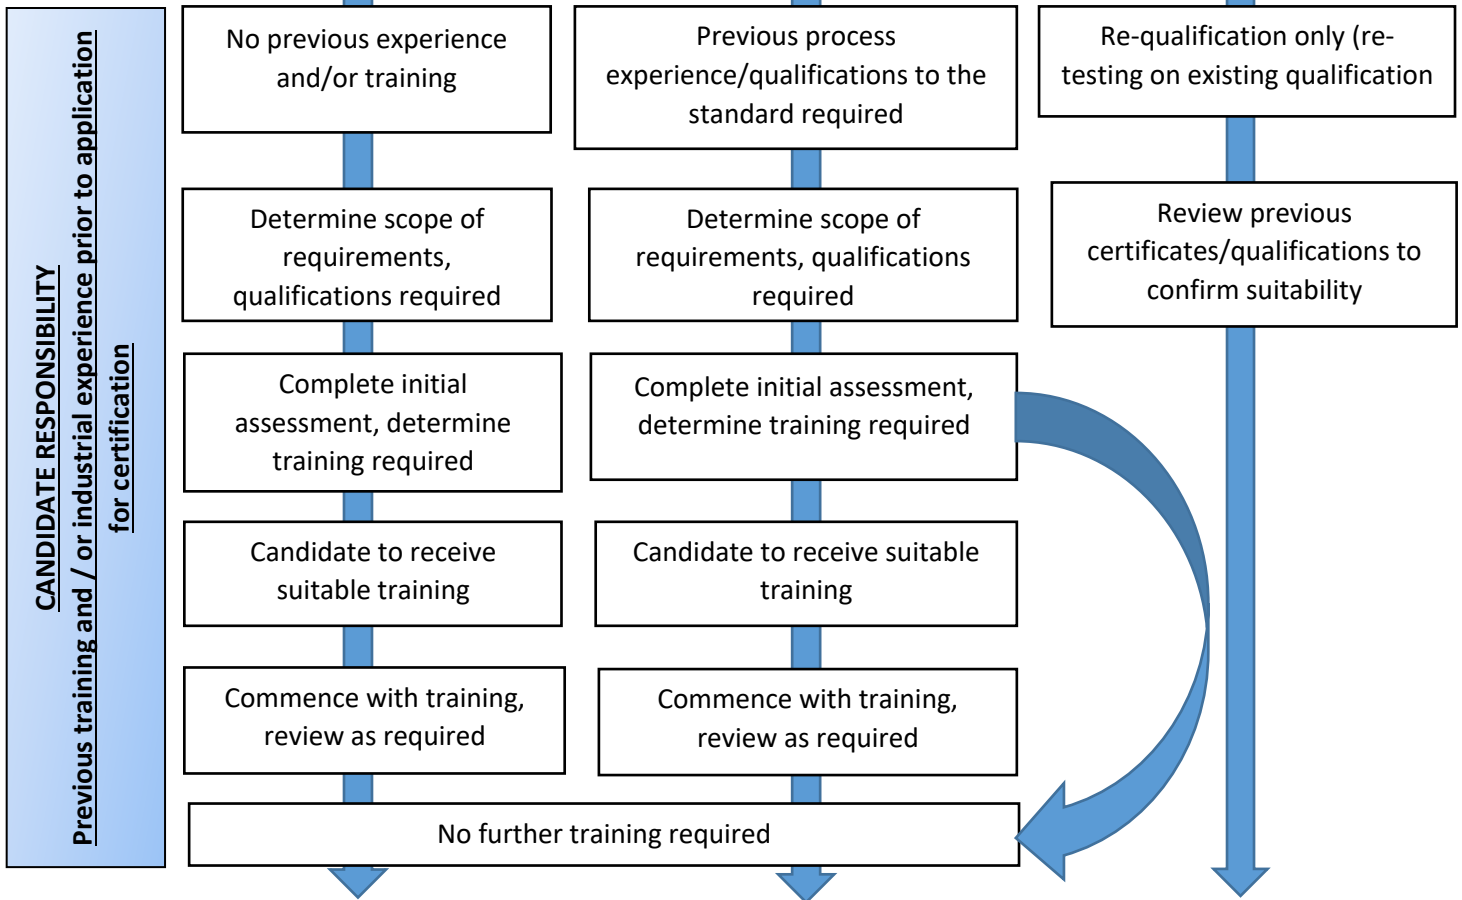 CANDIDATE RESPONSIBILITY
Previous training and / or industrial experience prior to application
for certification
No previous experience
and/or training
Determine scope of
requirements,
qualifications required
Complete initial
assessment, determine
training required
Candidate to receive
suitable training
Commence with training,
review as required
Previous process
experience/qualifications to the
standard required
Determine scope of
requirements, qualifications
required
Complete initial assessment,
determine training required
Candidate to receive suitable
training
Commence with training,
review as required
No further training required
Re-qualification only (re-
testing on existing qualification
Review previous
certificates/qualifications to
confirm suitability